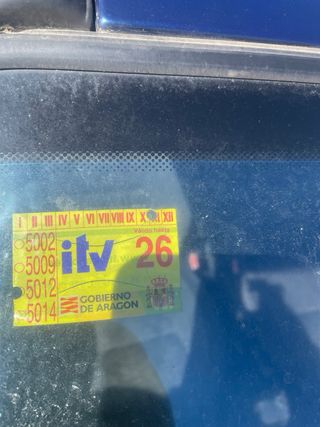 I II III IV V VI VII VIII IX X XI XII
5002
5009
5012
5014
itv
Válido hasta
26
GOBIERNO
DE ARAGON